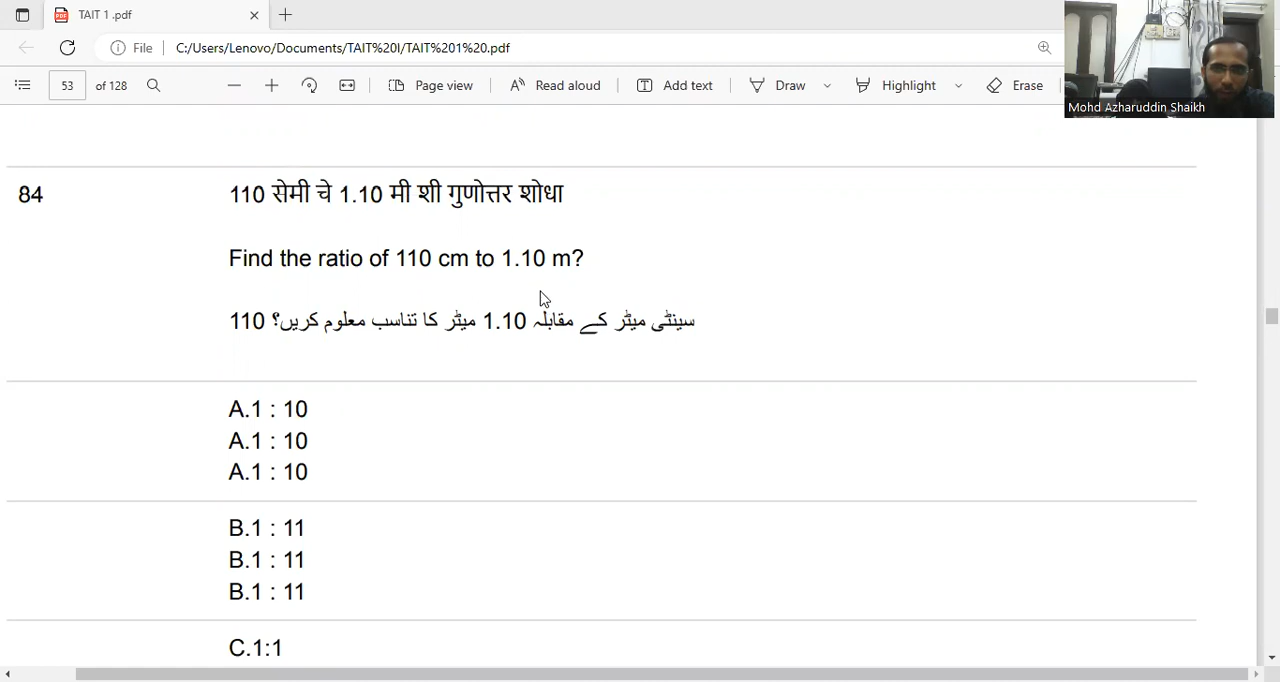 TAIT 1 .pdf
File
C:/Users/Lenovo/Documents/TAIT%20I/TAIT%201%20.pdf
53 of 128
Page view
Read aloud
Add text
Draw
Highlight
Erase
Mohd Azharuddin Shaikh
84
110 सेमी चे 1.10 मी शी गुणोत्तर शोधा
Find the ratio of 110 cm to 1.10 m?
سینٹی میٹر کے مقابلہ 1.10 میٹر کا تناسب معلوم کریں؟ 110
A.1 : 10
A.1 : 10
A.1 : 10
B.1 : 11
B.1 : 11
B.1 : 11
C.1:1